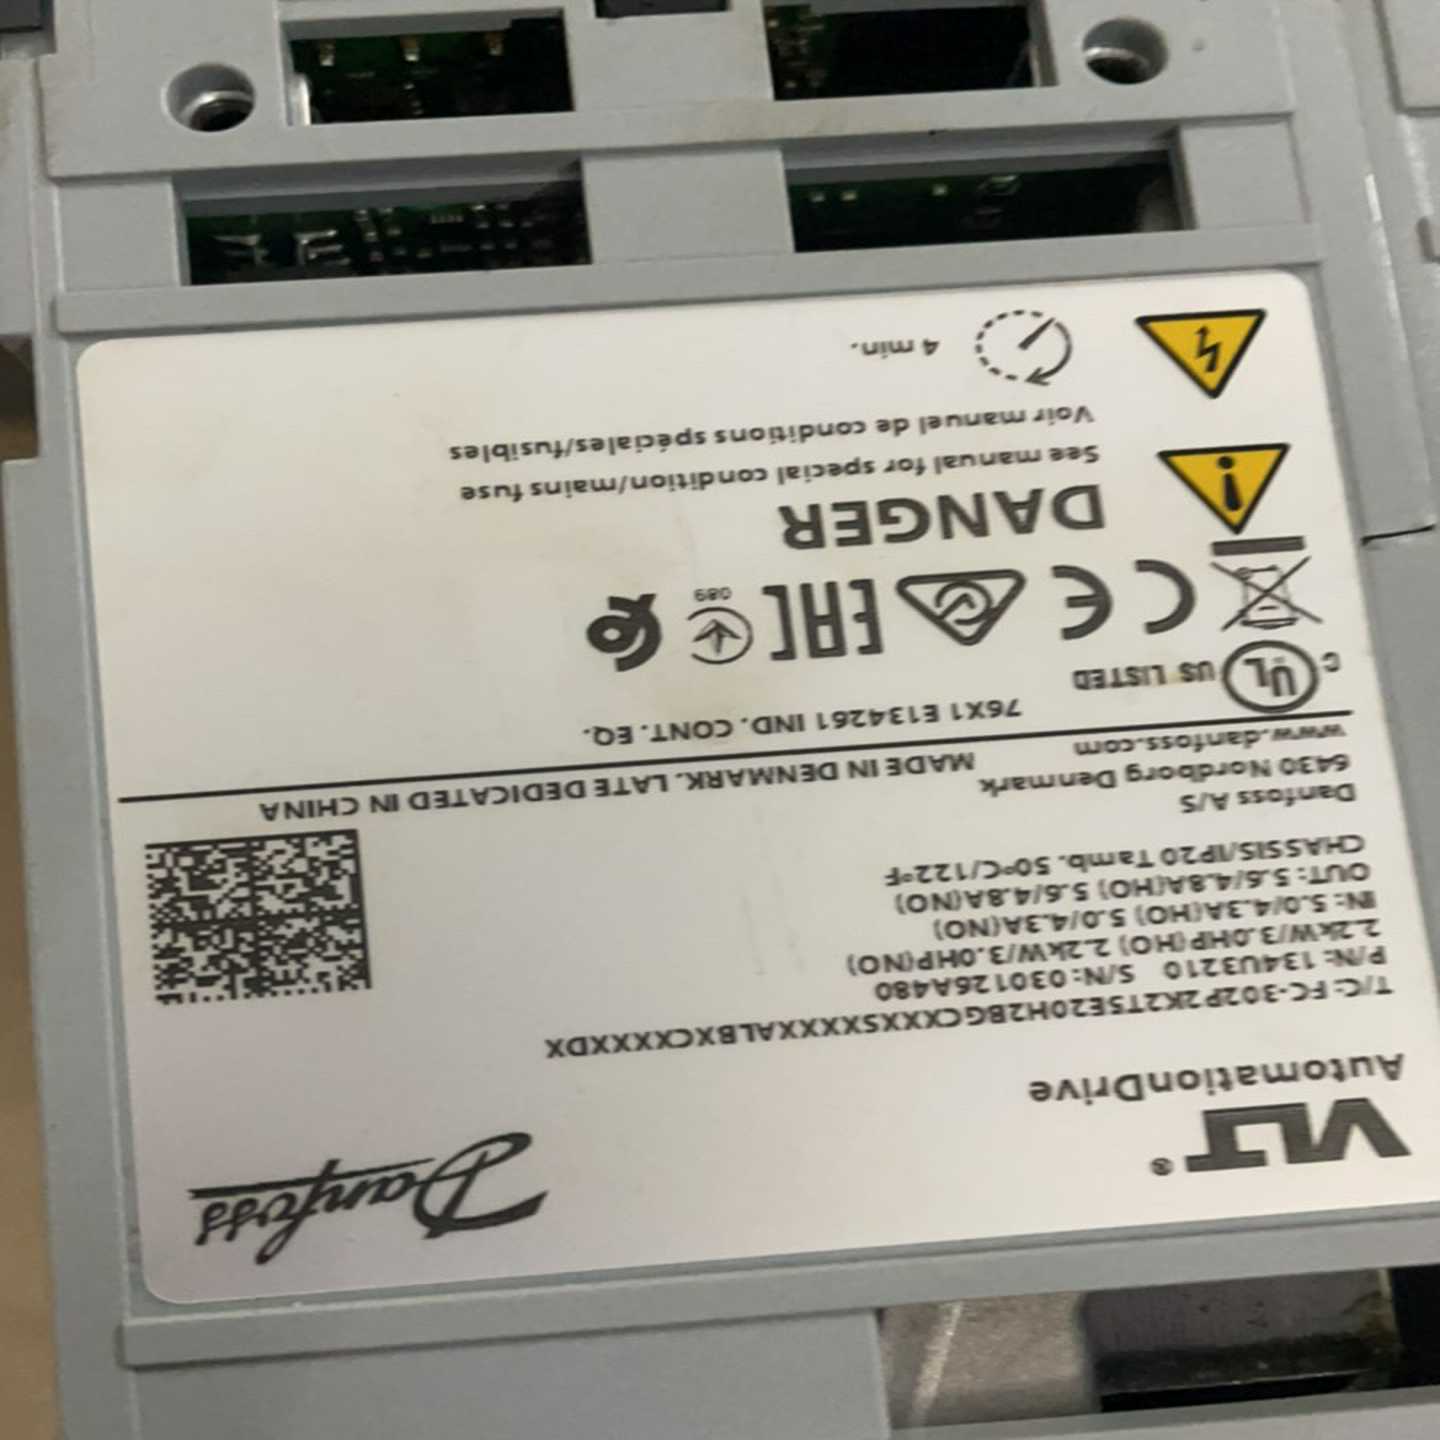 VLT®
AutomationDrive
Danfoss
T/C: FC-302P2K2T5E20H2BGCXXXSXXXXALBXCXXXXDX
P/N: 134U3210 S/N: 030126A480
2.2kW/3.0HP(HO) 2.2kW/3.0HP(NO)
IN: 5.0/4.3A(HO) 5.0/4.3A(NO)
OUT: 5.6/4.8A(HO) 5.6/4.8A(NO)
CHASSIS/IP20 Tamb. 50°C/122°F
Danfoss A/S
6430 Nordborg Denmark
www.danfoss.com
MADE IN DENMARK. LATE DEDICATED IN CHINA
C UL US LISTED
76X1 E134261 IND. CONT. EQ.
CE EAC 089
DANGER
See manual for special condition/mains fuse
Voir manuel de conditions spéciales/fusibles
4 min.